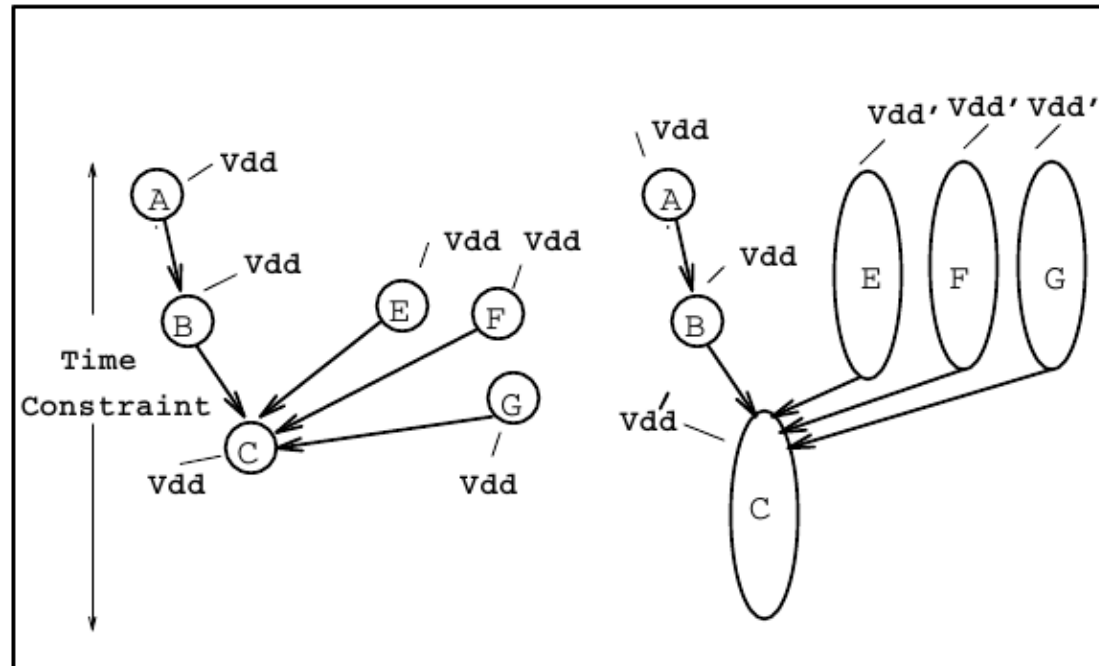 Vdd
A
Vdd
B
Vdd
E
Vdd
F
G
Vdd
C
Vdd
Time
Constraint
Vdd
A
Vdd
B
Vdd' Vdd' Vdd'
E
F
G
Vdd'
C